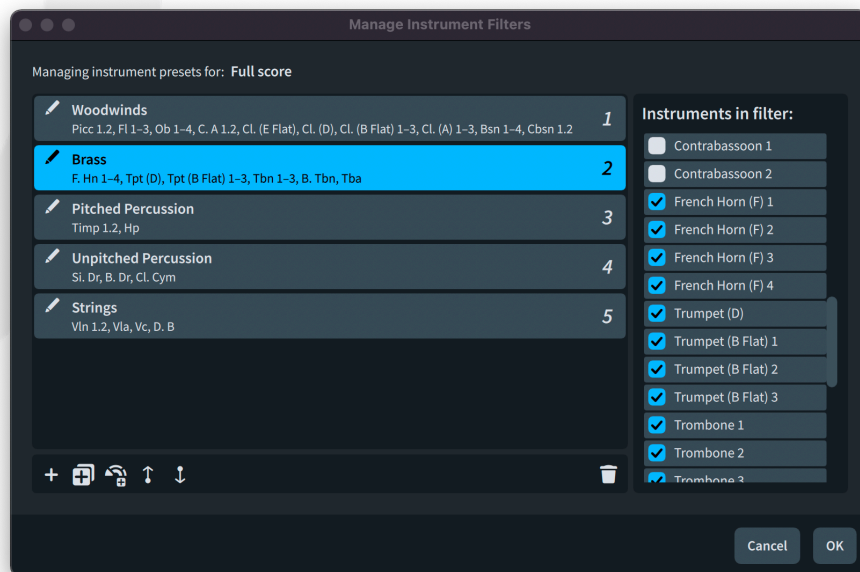 Manage Instrument Filters
Managing instrument presets for: Full score
Woodwinds
Picc 1.2, Fl 1–3, Ob 1–4, C. A 1.2, Cl. (E Flat), Cl. (D), Cl. (B Flat) 1–3, Cl. (A) 1–3, Bsn 1–4, Cbsn 1.2
1
Brass
F. Hn 1–4, Tpt (D), Tpt (B Flat) 1–3, Tbn 1–3, B. Tbn, Tba
2
Pitched Percussion
Timp 1.2, Hp
3
Unpitched Percussion
Si. Dr, B. Dr, Cl. Cym
4
Strings
Vln 1.2, Vla, Vc, D. B
5
Instruments in filter:
Contrabassoon 1
Contrabassoon 2
French Horn (F) 1
French Horn (F) 2
French Horn (F) 3
French Horn (F) 4
Trumpet (D)
Trumpet (B Flat) 1
Trumpet (B Flat) 2
Trumpet (B Flat) 3
Trombone 1
Trombone 2
Trombone 3
Cancel
OK